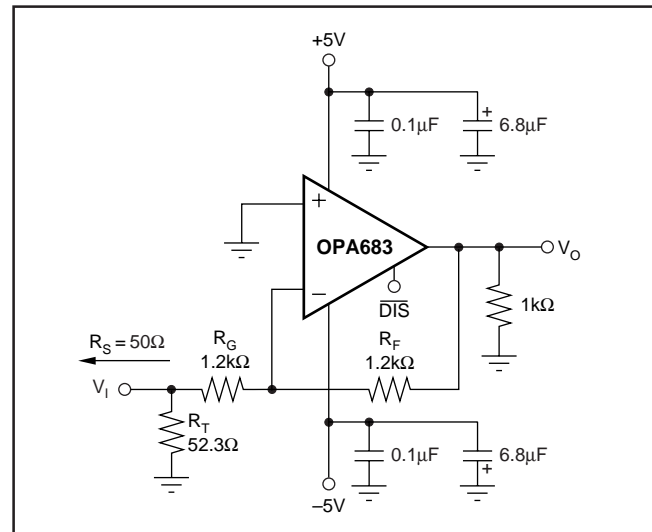 +5V
0.1µF
+
6.8µF
+
OPA683
−
V_O
DIS
1kΩ
R_S = 50Ω
R_G
1.2kΩ
R_F
1.2kΩ
V_I
R_T
52.3Ω
0.1µF
6.8µF
+
–5V